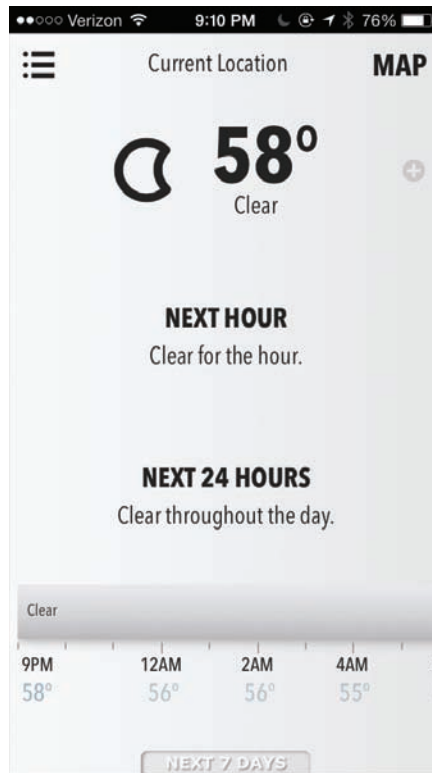 Verizon 9:10 PM 76%
Current Location MAP
58°
Clear
NEXT HOUR
Clear for the hour.
NEXT 24 HOURS
Clear throughout the day.
Clear
9PM 12AM 2AM 4AM
58° 56° 56° 55°
NEXT 7 DAYS